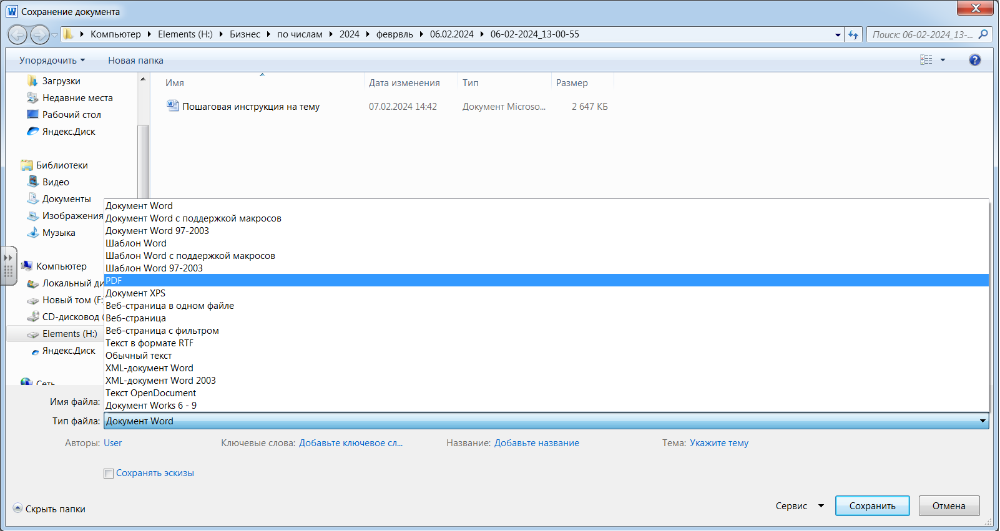 Сохранение документа
Компьютер Elements (H:) Бизнес по числам 2024 феврвль 06.02.2024 06-02-2024_13-00-55
Поиск: 06-02-2024_13-...
Упорядочить Новая папка
Имя Дата изменения Тип Размер
Пошаговая инструкция на тему 07.02.2024 14:42 Документ Microso... 2 647 КБ
Загрузки
Недавние места
Рабочий стол
Яндекс.Диск
Библиотеки
Видео
Документы
Изображения
Музыка
Компьютер
Локальный ди
Новый том (F:
CD-дисковод (
Elements (H:)
Яндекс.Диск
Сеть
Документ Word
Документ Word с поддержкой макросов
Документ Word 97-2003
Шаблон Word
Шаблон Word с поддержкой макросов
Шаблон Word 97-2003
PDF
Документ XPS
Веб-страница в одном файле
Веб-страница
Веб-страница с фильтром
Текст в формате RTF
Обычный текст
XML-документ Word
XML-документ Word 2003
Текст OpenDocument
Документ Works 6 - 9
Имя файла:
Тип файла: Документ Word
Авторы: User Ключевые слова: Добавьте ключевое сл... Название: Добавьте название Тема: Укажите тему
Сохранять эскизы
Скрыть папки Сервис Сохранить Отмена